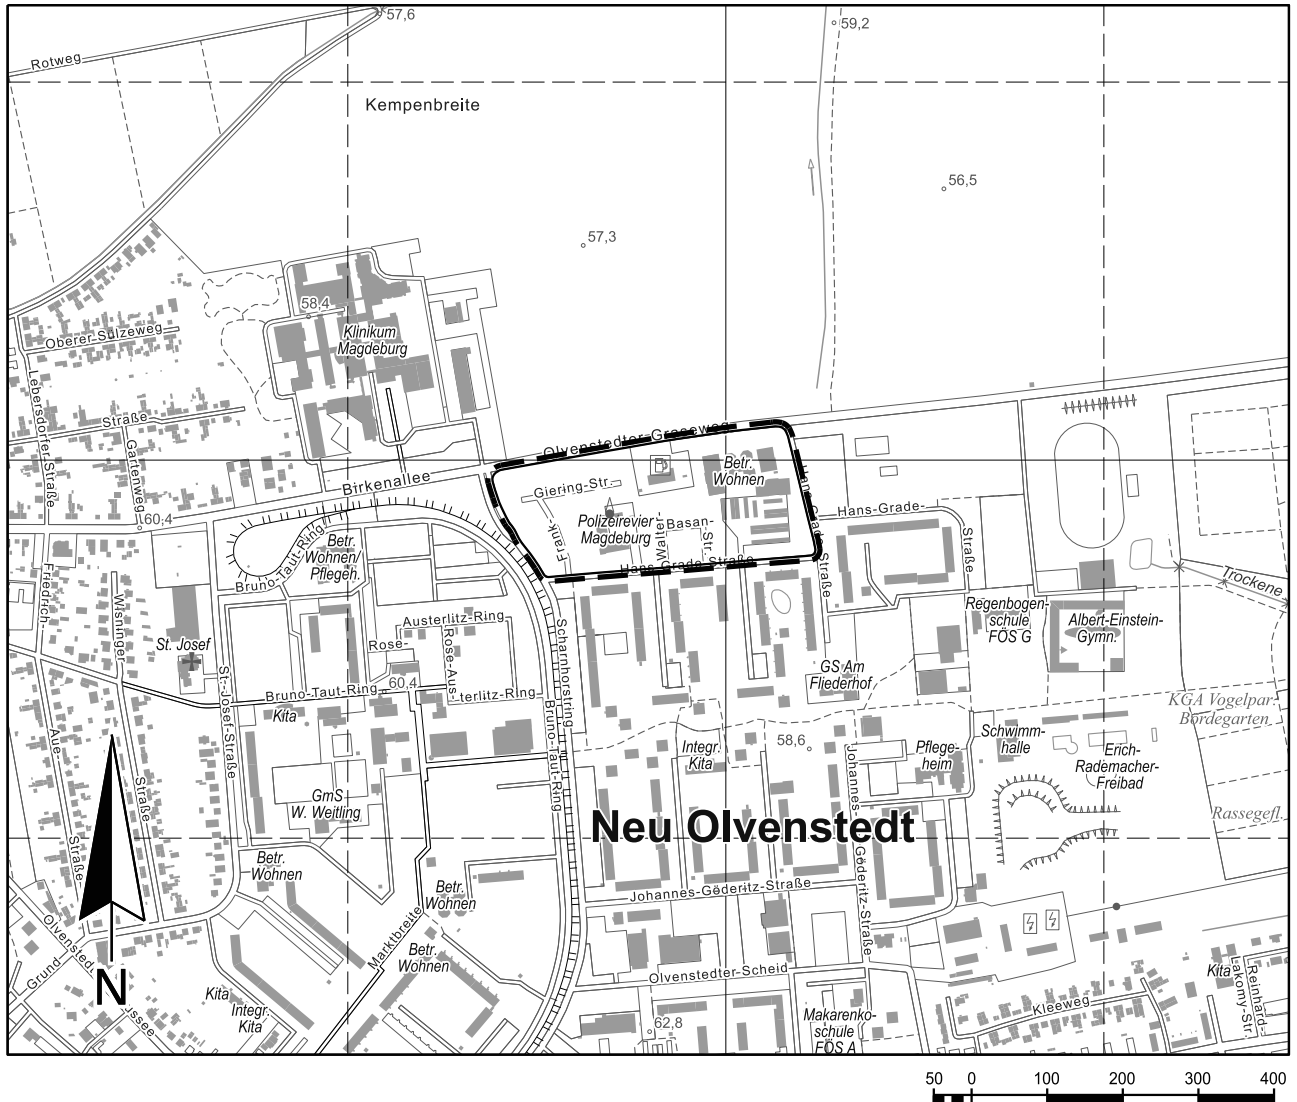 57,6
59,2
Rotweg
Kempenbreite
56,5
57,3
58,4
Klinikum
Magdeburg
Oberer-Sülzeweg
Lebersdorfer-Straße
Straße
Gartenweg
Olvenstedter Graseweg
Betr.
Wohnen
Birkenallee
Giering-Str.
60,4
Polizeirevier
Magdeburg
Frank-
Walter-
Basan-
Str.
Hans-Grade-
Straße
Hans-Grade-
Straße
Hans-Grade-Straße
Bruno-Taut-Ring
Betr.
Wohnen/
Pflegeh.
Friedrich-
Wisninger
Trockene
Regenbogen-
schule
FÖS G
Albert-Einstein-
Gymn.
Austerlitz-Ring
Rose-
Rose-Aus-
terlitz-Ring
Scharnhorstring
St. Josef
GS Am
Fliederhof
Bruno-Taut-Ring
60,4
Kita
St.-Josef-Straße
Bruno-Taut-Ring
KGA Vogelpar.
Bördegarten
Aue-
Straße
Straße
Integr.
Kita
58,6
Johannes-
Göderitz-Straße
Pflege-
heim
Schwimm-
halle
Erich-
Rademacher-
Freibad
GmS
W. Weitling
Rassegefl.
Neu Olvenstedt
Betr.
Wohnen
Betr.
Wohnen
Johannes-Göderitz-Straße
Marktbreite
Betr.
Wohnen
Grund
Olvenstedter-Scheid
N
Kita
Integr.
Kita
62,8
Makarenko-
schule
FÖS A
Kleeweg
Kita
Lakomy-Str.
Reinhard-
50 0 100 200 300 400